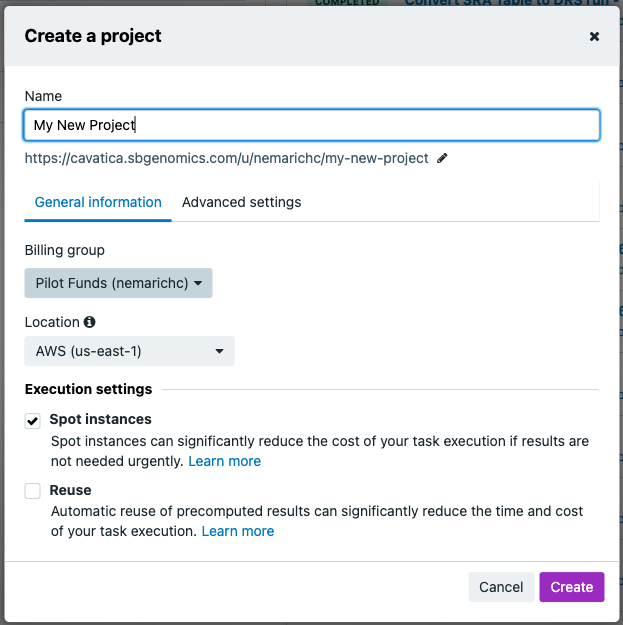 COMPLETED Convert SRA Table to DRS run -
Create a project
Name
My New Project
https://cavatica.sbgenomics.com/u/nemarichc/my-new-project
General information Advanced settings
Billing group
Pilot Funds (nemarichc)
Location
AWS (us-east-1)
Execution settings
Spot instances
Spot instances can significantly reduce the cost of your task execution if results are
not needed urgently. Learn more
Reuse
Automatic reuse of precomputed results can significantly reduce the time and cost
of your task execution. Learn more
Cancel Create